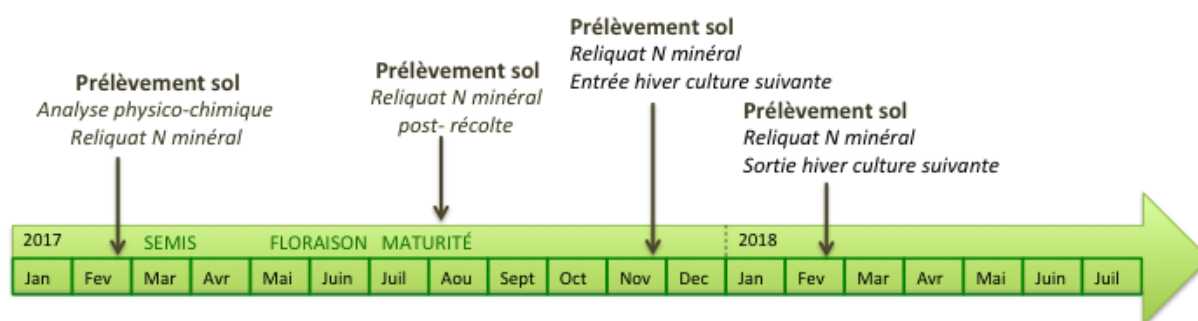 Prélèvement sol
Analyse physico-chimique
Reliquat N minéral
Prélèvement sol
Reliquat N minéral
post- récolte
Prélèvement sol
Reliquat N minéral
Entrée hiver culture suivante
Prélèvement sol
Reliquat N minéral
Sortie hiver culture suivante
2017 SEMIS FLORAISON MATURITÉ 2018
Jan Fev Mar Avr Mai Juin Juil Aou Sept Oct Nov Dec Jan Fev Mar Avr Mai Juin Juil